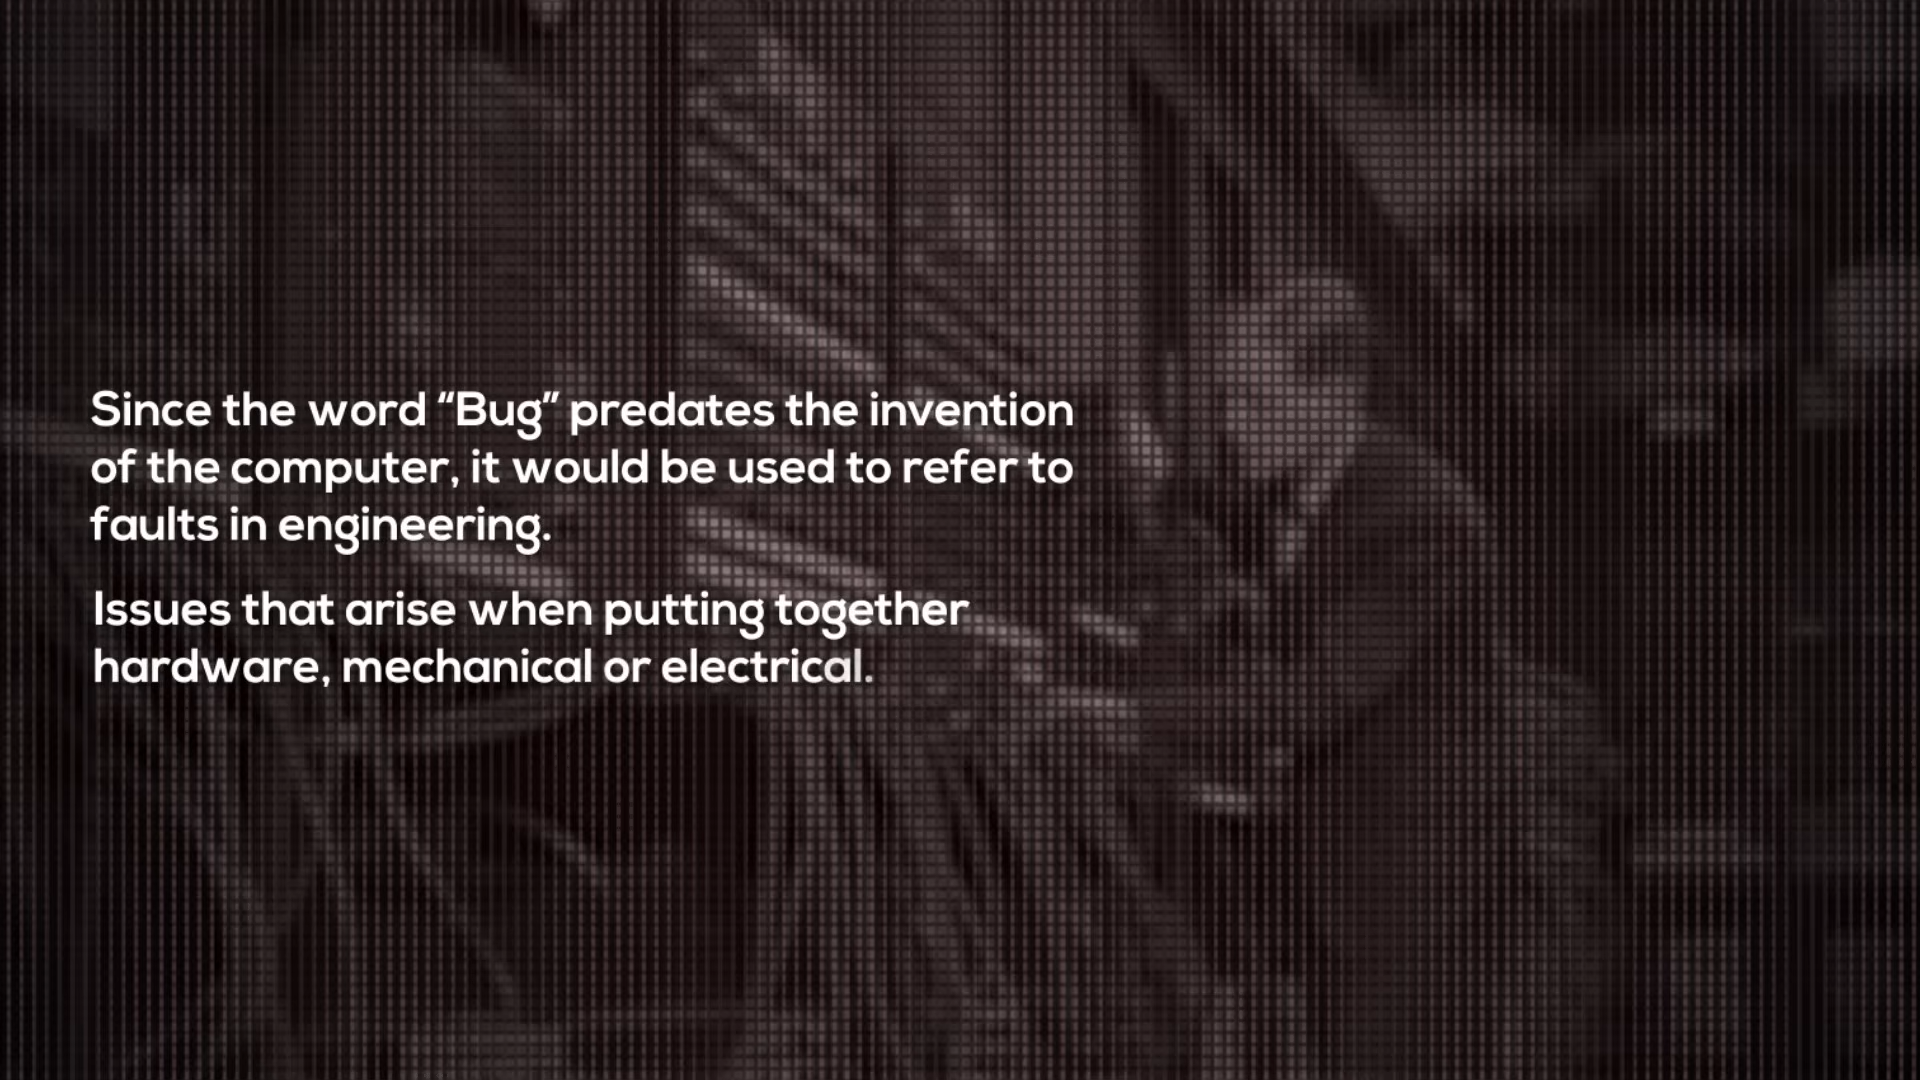 Since the word “Bug” predates the invention
of the computer, it would be used to refer to
faults in engineering.
Issues that arise when putting together
hardware, mechanical or electrical.